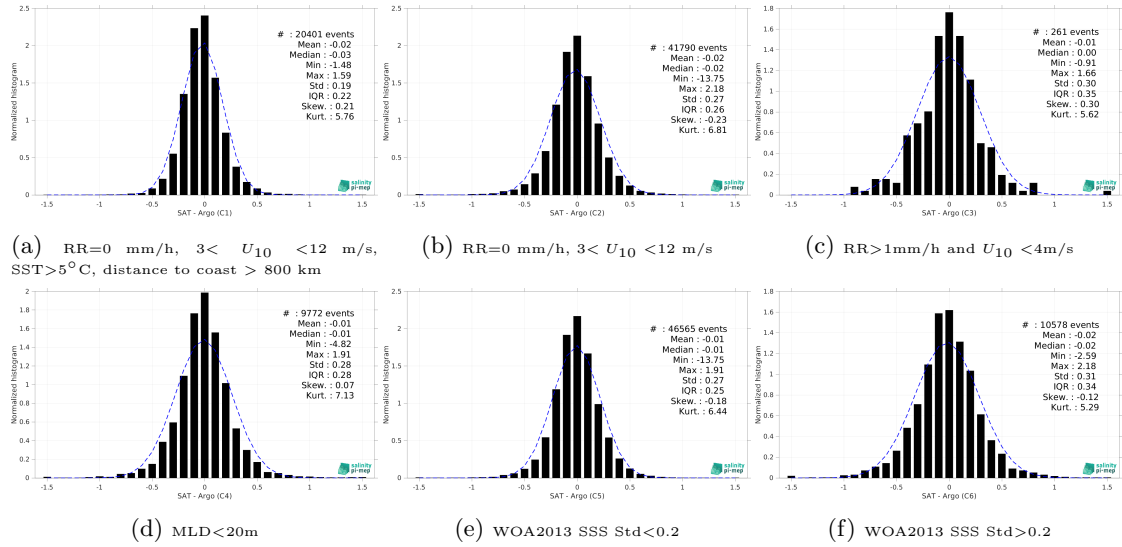 Normalized histogram
2.5
2
1.5
1
0.5
0
-1.5 -1 -0.5 0 0.5 1 1.5
SAT - Argo (C1)
# : 20401 events
Mean : -0.02
Median : -0.03
Min : -1.48
Max : 1.59
Std : 0.19
IQR : 0.22
Skew. : 0.21
Kurt. : 5.76
salinity
pi-mep
(a) RR=0 mm/h, 3< U10 <12 m/s,
SST>5°C, distance to coast > 800 km
Normalized histogram
2.5
2
1.5
1
0.5
0
-1.5 -1 -0.5 0 0.5 1 1.5
SAT - Argo (C2)
# : 41790 events
Mean : -0.02
Median : -0.02
Min : -13.75
Max : 2.18
Std : 0.27
IQR : 0.26
Skew. : -0.23
Kurt. : 6.81
salinity
pi-mep
(b) RR=0 mm/h, 3< U10 <12 m/s
Normalized histogram
1.8
1.6
1.4
1.2
1
0.8
0.6
0.4
0.2
0
-1.5 -1 -0.5 0 0.5 1 1.5
SAT - Argo (C3)
# : 261 events
Mean : -0.01
Median : 0.00
Min : -0.91
Max : 1.66
Std : 0.30
IQR : 0.35
Skew. : 0.30
Kurt. : 5.62
salinity
pi-mep
(c) RR>1mm/h and U10 <4m/s
Normalized histogram
2
1.8
1.6
1.4
1.2
1
0.8
0.6
0.4
0.2
0
-1.5 -1 -0.5 0 0.5 1 1.5
SAT - Argo (C4)
# : 9772 events
Mean : -0.01
Median : -0.01
Min : -4.82
Max : 1.91
Std : 0.28
IQR : 0.28
Skew. : 0.07
Kurt. : 7.13
salinity
pi-mep
(d) MLD<20m
Normalized histogram
2.5
2
1.5
1
0.5
0
-1.5 -1 -0.5 0 0.5 1 1.5
SAT - Argo (C5)
# : 46565 events
Mean : -0.01
Median : -0.01
Min : -13.75
Max : 1.91
Std : 0.27
IQR : 0.25
Skew. : -0.18
Kurt. : 6.44
salinity
pi-mep
(e) WOA2013 SSS Std<0.2
Normalized histogram
1.8
1.6
1.4
1.2
1
0.8
0.6
0.4
0.2
0
-1.5 -1 -0.5 0 0.5 1 1.5
SAT - Argo (C6)
# : 10578 events
Mean : -0.02
Median : -0.02
Min : -2.59
Max : 2.18
Std : 0.31
IQR : 0.34
Skew. : -0.12
Kurt. : 5.29
salinity
pi-mep
(f) WOA2013 SSS Std>0.2